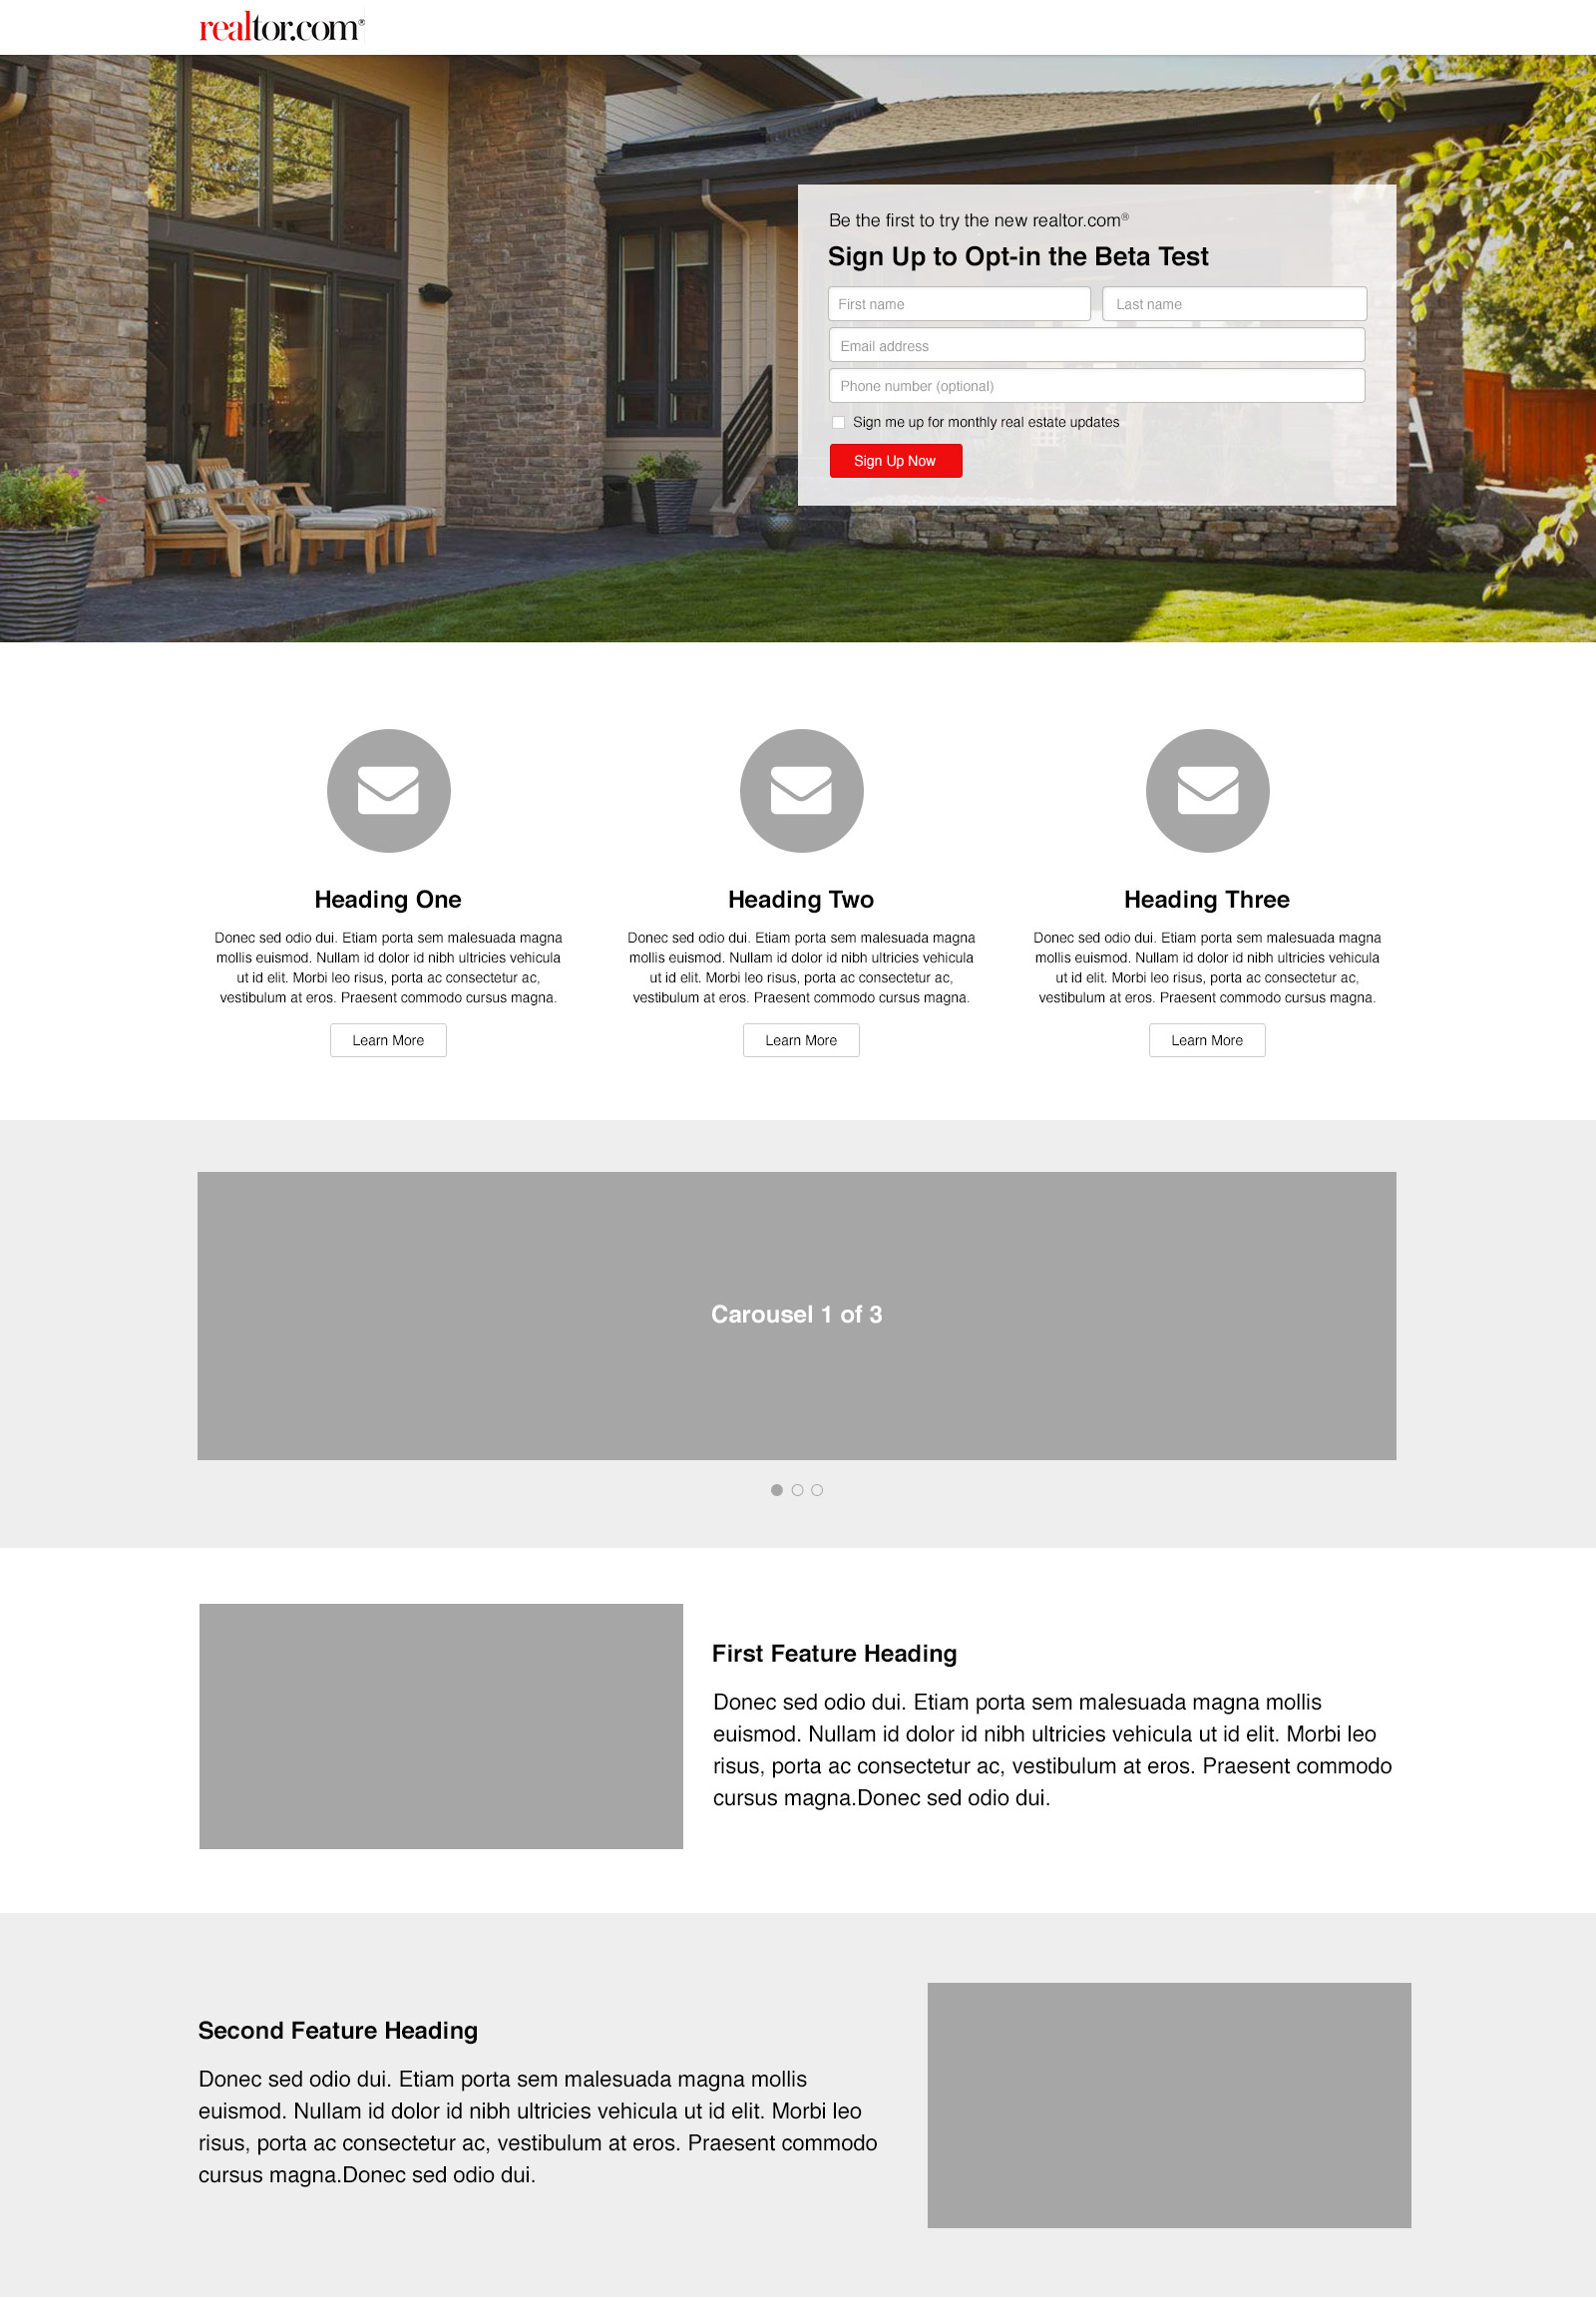 realtor.com®
Be the first to try the new realtor.com®
Sign Up to Opt-in the Beta Test
First name
Last name
Email address
Phone number (optional)
Sign me up for monthly real estate updates
Sign Up Now
Heading One
Donec sed odio dui. Etiam porta sem malesuada magna
mollis euismod. Nullam id dolor id nibh ultricies vehicula
ut id elit. Morbi leo risus, porta ac consectetur ac,
vestibulum at eros. Praesent commodo cursus magna.
Learn More
Heading Two
Donec sed odio dui. Etiam porta sem malesuada magna
mollis euismod. Nullam id dolor id nibh ultricies vehicula
ut id elit. Morbi leo risus, porta ac consectetur ac,
vestibulum at eros. Praesent commodo cursus magna.
Learn More
Heading Three
Donec sed odio dui. Etiam porta sem malesuada magna
mollis euismod. Nullam id dolor id nibh ultricies vehicula
ut id elit. Morbi leo risus, porta ac consectetur ac,
vestibulum at eros. Praesent commodo cursus magna.
Learn More
Carousel 1 of 3
First Feature Heading
Donec sed odio dui. Etiam porta sem malesuada magna mollis
euismod. Nullam id dolor id nibh ultricies vehicula ut id elit. Morbi leo
risus, porta ac consectetur ac, vestibulum at eros. Praesent commodo
cursus magna.Donec sed odio dui.
Second Feature Heading
Donec sed odio dui. Etiam porta sem malesuada magna mollis
euismod. Nullam id dolor id nibh ultricies vehicula ut id elit. Morbi leo
risus, porta ac consectetur ac, vestibulum at eros. Praesent commodo
cursus magna.Donec sed odio dui.